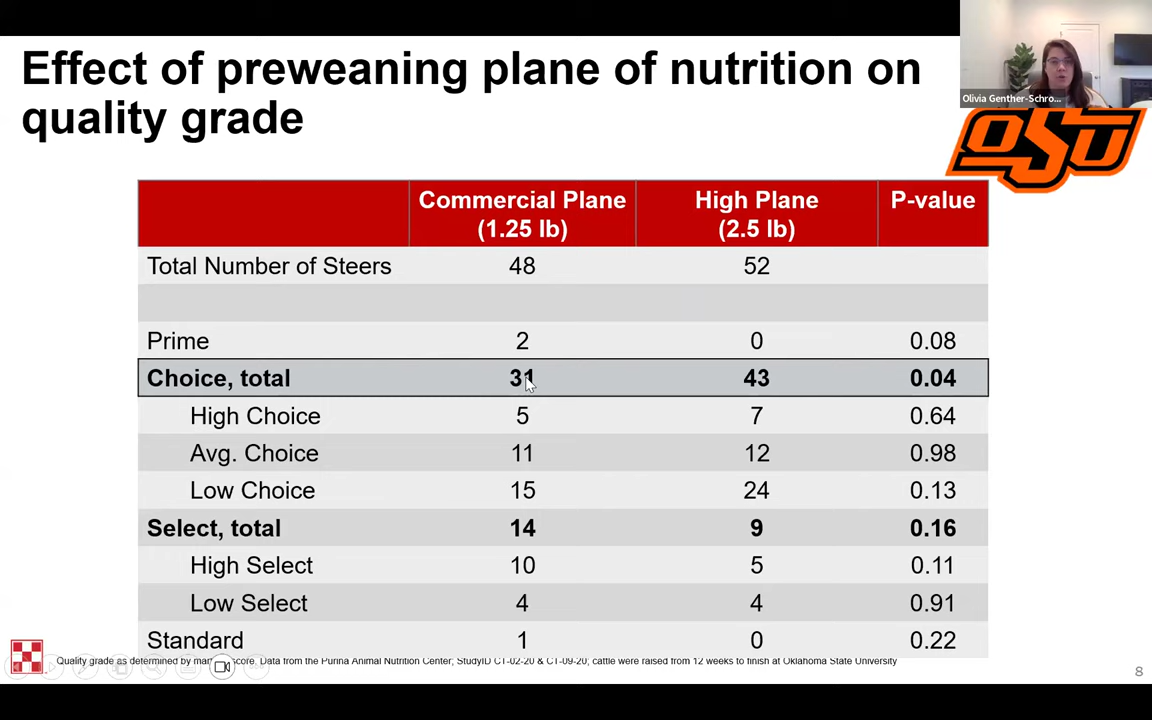 Effect of preweaning plane of nutrition on
quality grade
Olivia Genther-Schro...
OSU
Commercial Plane
(1.25 lb)
High Plane
(2.5 lb)
P-value
Total Number of Steers 48 52
Prime 2 0 0.08
Choice, total 31 43 0.04
High Choice 5 7 0.64
Avg. Choice 11 12 0.98
Low Choice 15 24 0.13
Select, total 14 9 0.16
High Select 10 5 0.11
Low Select 4 4 0.91
Standard 1 0 0.22
Quality grade as determined by score. Data from the Purina Animal Nutrition Center; StudyID CT-02-20 & CT-09-20; cattle were raised from 12 weeks to finish at Oklahoma State University
8